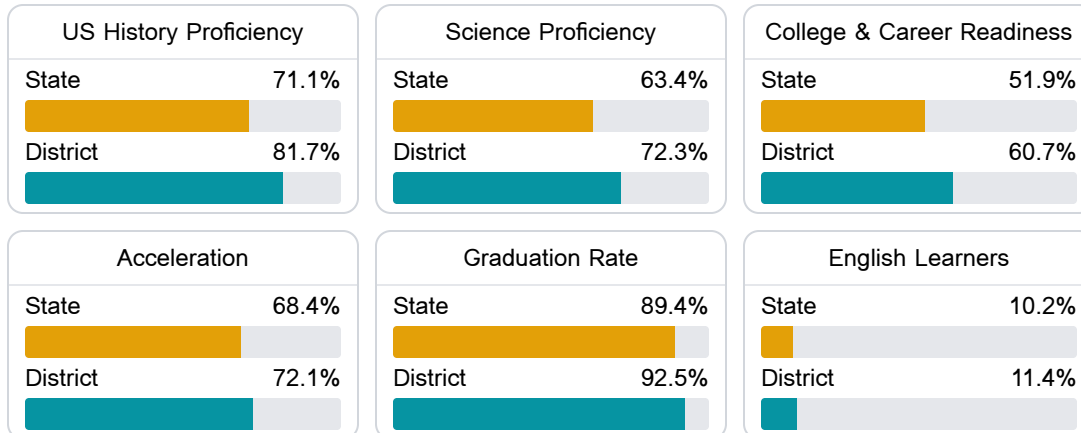 US History Proficiency
State 71.1%
District 81.7%
Science Proficiency
State 63.4%
District 72.3%
College & Career Readiness
State 51.9%
District 60.7%
Acceleration
State 68.4%
District 72.1%
Graduation Rate
State 89.4%
District 92.5%
English Learners
State 10.2%
District 11.4%